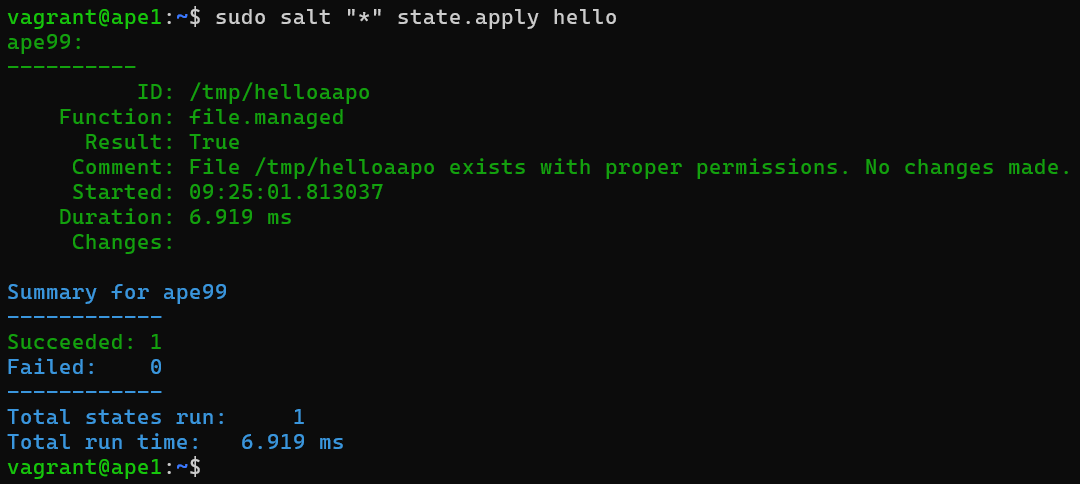 vagrant@ape1:~$ sudo salt "*" state.apply hello
ape99:
----------
          ID: /tmp/helloaapo
    Function: file.managed
      Result: True
     Comment: File /tmp/helloaapo exists with proper permissions. No changes made.
     Started: 09:25:01.813037
    Duration: 6.919 ms
     Changes:

Summary for ape99
------------
Succeeded: 1
Failed:    0
------------
Total states run:     1
Total run time:   6.919 ms
vagrant@ape1:~$